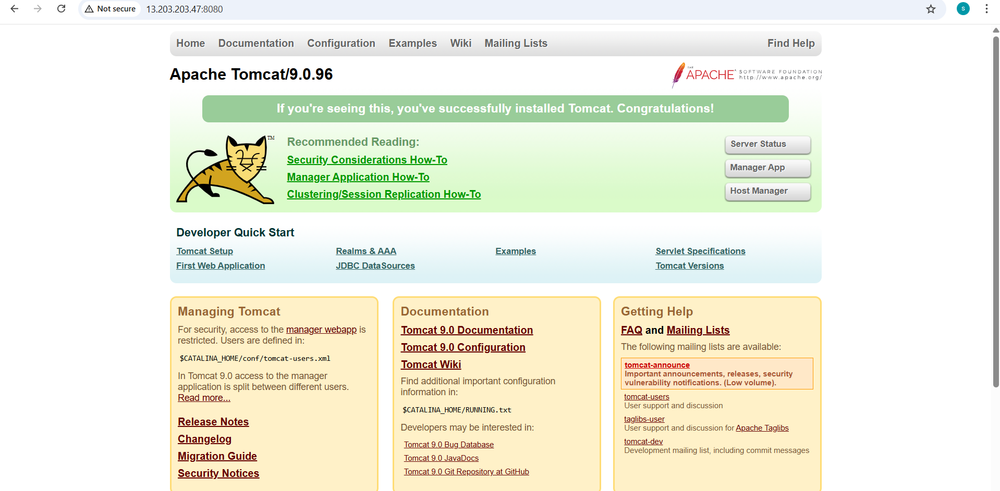 Not secure 13.203.203.47:8080
S
Home Documentation Configuration Examples Wiki Mailing Lists Find Help
Apache Tomcat/9.0.96
THE APACHE SOFTWARE FOUNDATION
http://www.apache.org/
If you're seeing this, you've successfully installed Tomcat. Congratulations!
TM
Recommended Reading:
Security Considerations How-To
Manager Application How-To
Clustering/Session Replication How-To
Server Status
Manager App
Host Manager
Developer Quick Start
Tomcat Setup
First Web Application
Realms & AAA
JDBC DataSources
Examples
Servlet Specifications
Tomcat Versions
Managing Tomcat
For security, access to the manager webapp is
restricted. Users are defined in:
$CATALINA_HOME/conf/tomcat-users.xml
In Tomcat 9.0 access to the manager
application is split between different users.
Read more...
Release Notes
Changelog
Migration Guide
Security Notices
Documentation
Tomcat 9.0 Documentation
Tomcat 9.0 Configuration
Tomcat Wiki
Find additional important configuration
information in:
$CATALINA_HOME/RUNNING.txt
Developers may be interested in:
Tomcat 9.0 Bug Database
Tomcat 9.0 JavaDocs
Tomcat 9.0 Git Repository at GitHub
Getting Help
FAQ and Mailing Lists
The following mailing lists are available:
tomcat-announce
Important announcements, releases, security
vulnerability notifications. (Low volume).
tomcat-users
User support and discussion
taglibs-user
User support and discussion for Apache Taglibs
tomcat-dev
Development mailing list, including commit messages